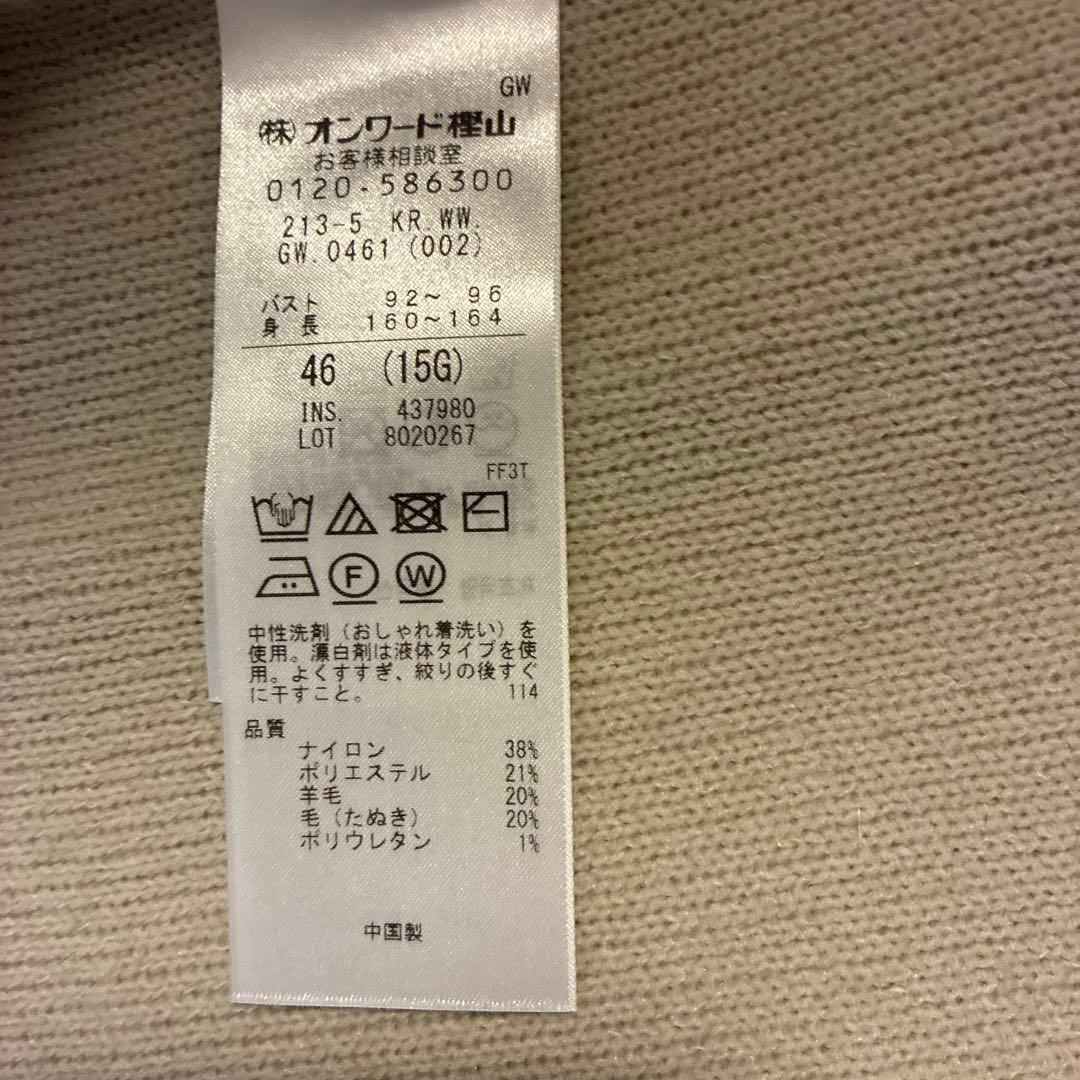 GW
(株)オンワード樫山
お客様相談室
0120-586300
213-5 KR.WW.
GW.0461 (002)
バスト 92〜 96
身長 160〜164
46 (15G)
INS. 437980
LOT 8020267
FF3T
F W
中性洗剤（おしゃれ着洗い）を
使用。漂白剤は液体タイプを使
用。よくすすぎ、絞りの後すぐ
に干すこと。 114
品質
ナイロン 38%
ポリエステル 21%
羊毛 20%
毛（たぬき） 20%
ポリウレタン 1%
中国製